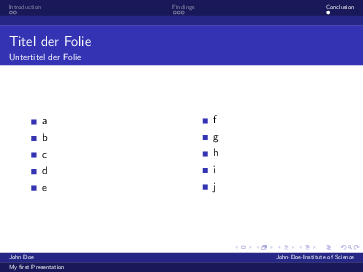 Introduction Findings Conclusion
Titel der Folie
Untertitel der Folie
a
b
c
d
e
f
g
h
i
j
John Doe John-Doe-Institute of Science
My first Presentation